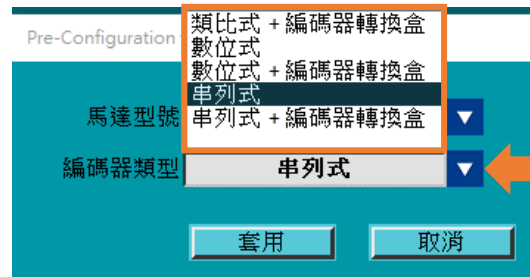 Pre-Configuration
類比式 + 編碼器轉換盒
數位式
數位式 + 編碼器轉換盒
串列式
馬達型號 串列式 + 編碼器轉換盒
編碼器類型 串列式
套用 取消